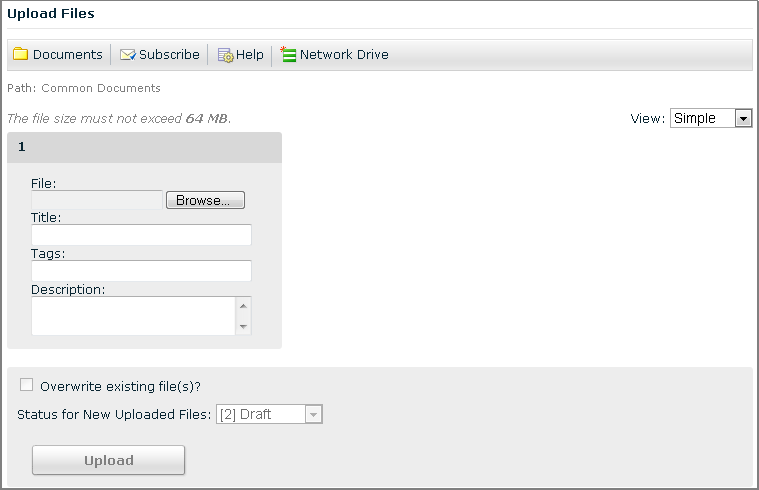 Upload Files
Documents Subscribe Help Network Drive
Path: Common Documents
The file size must not exceed 64 MB.
View: Simple
1
File:
Browse...
Title:
Tags:
Description:
Overwrite existing file(s)?
Status for New Uploaded Files: [2] Draft
Upload